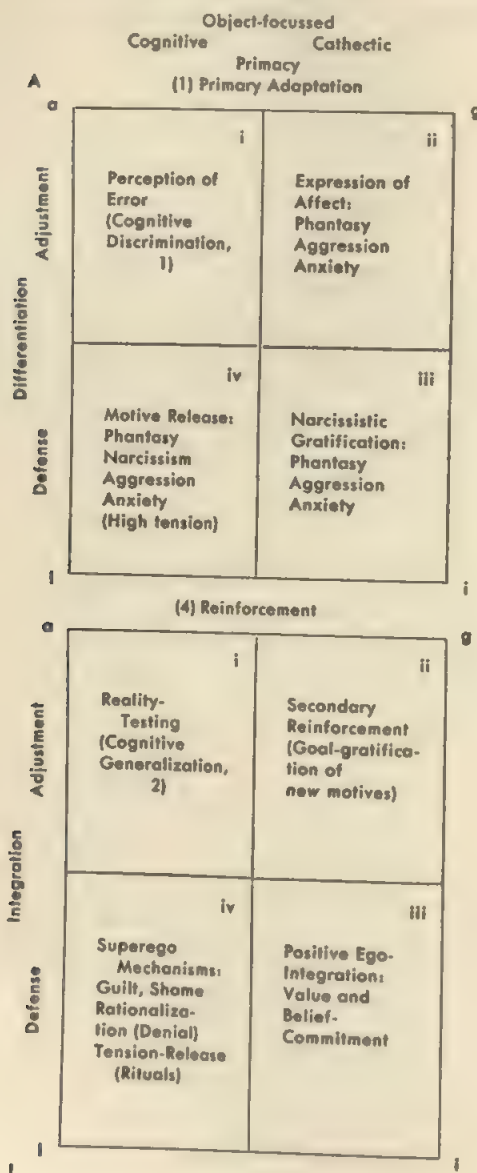 Object-focussed
Cognitive Cathectic
Primacy
A
(1) Primary Adaptation
a g
i ii
Adjustment
Perception of
Error
(Cognitive
Discrimination,
1)
Expression of
Affect:
Phantasy
Aggression
Anxiety
Differentiation
iv iii
Defense
Motive Release:
Phantasy
Narcissism
Aggression
Anxiety
(High tension)
Narcissistic
Gratification:
Phantasy
Aggression
Anxiety
l i
(4) Reinforcement
a g
i ii
Adjustment
Reality-
Testing
(Cognitive
Generalization,
2)
Secondary
Reinforcement
(Goal-gratifica-
tion of
new motives)
Integration
iv iii
Defense
Superego
Mechanisms:
Guilt, Shame
Rationaliza-
tion (Denial)
Tension-Release
(Rituals)
Positive Ego-
Integration:
Value and
Belief-
Commitment
l i
L